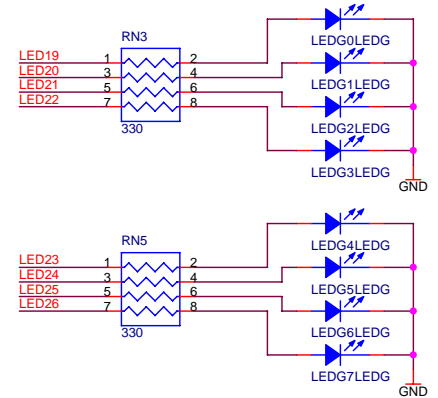 RN3
LEDG0LEDG
LED19 1 2
LED20 3 4
LEDG1LEDG
LED21 5 6
LED22 7 8
LEDG2LEDG
330
LEDG3LEDG
GND
RN5
LEDG4LEDG
LED23 1 2
LED24 3 4
LEDG5LEDG
LED25 5 6
LED26 7 8
LEDG6LEDG
330
LEDG7LEDG
GND